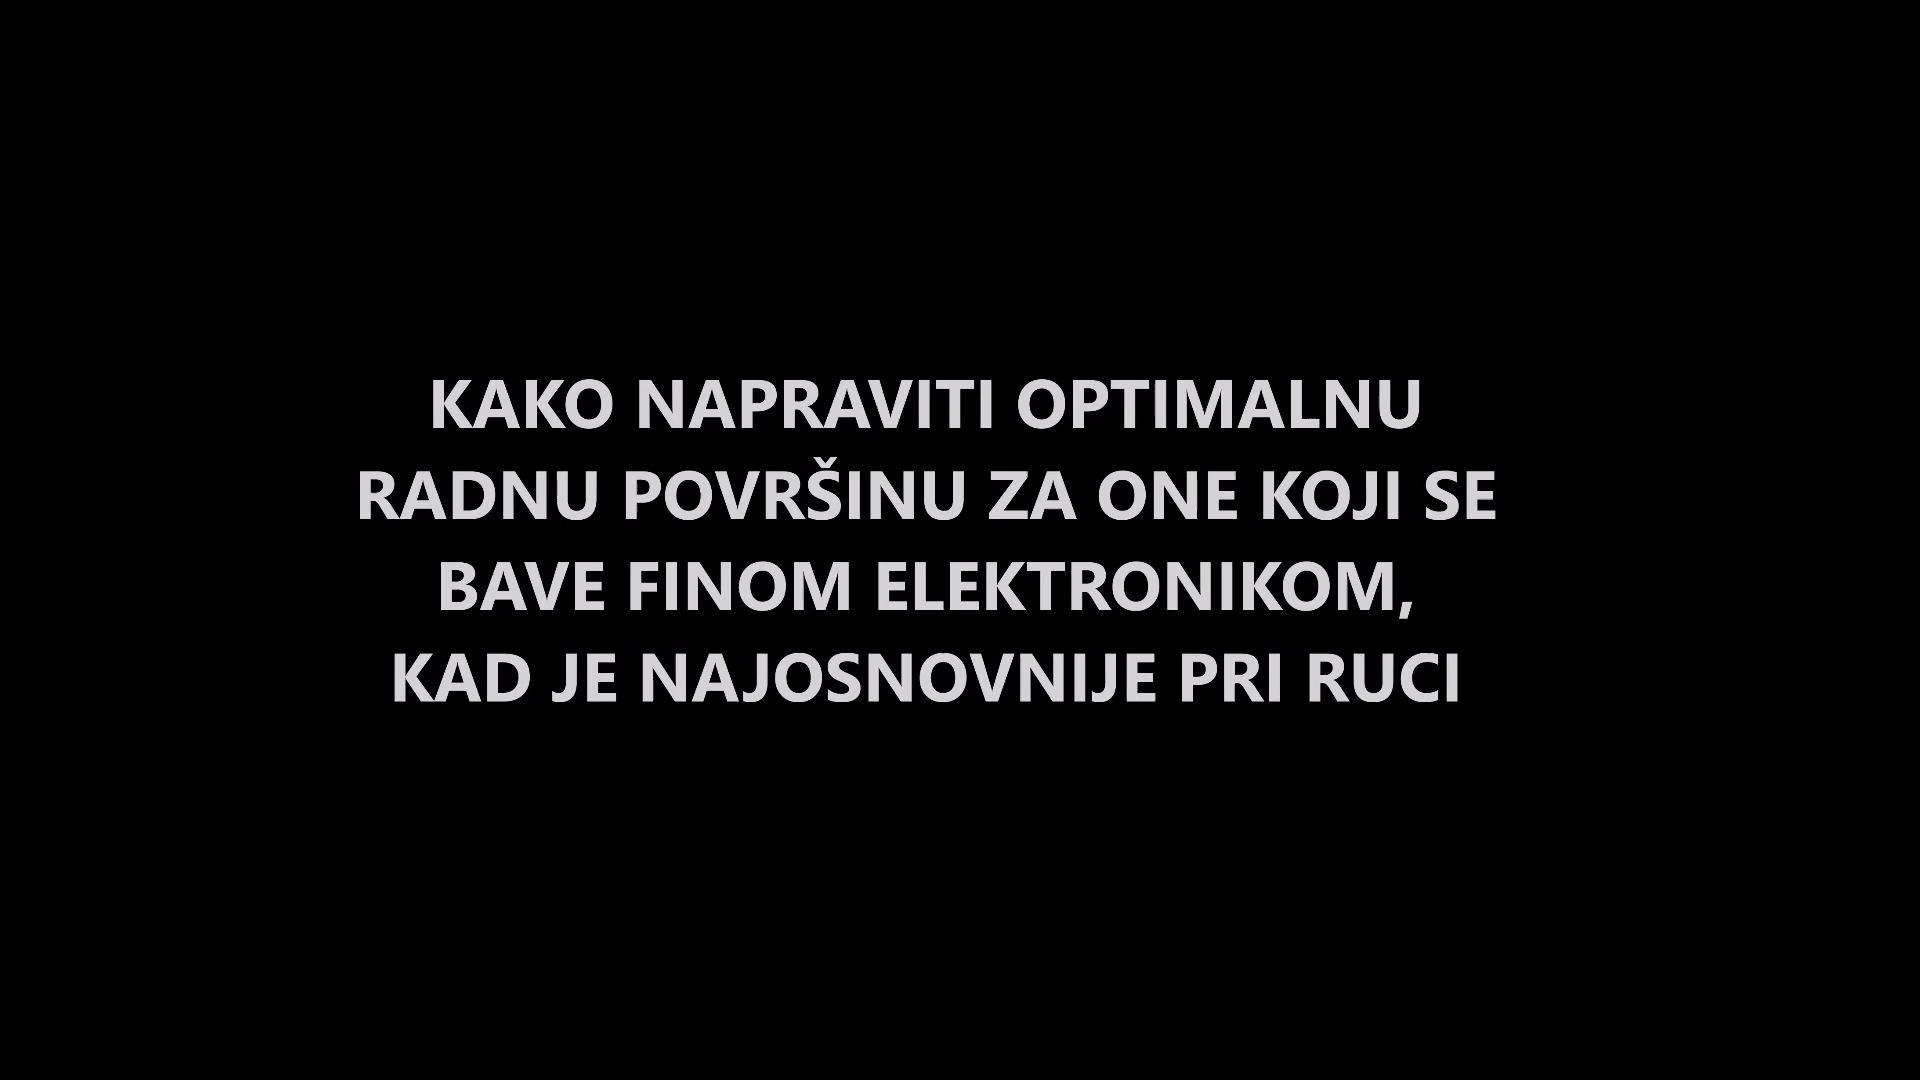 KAKO NAPRAVITI OPTIMALNU
RADNU POVRŠINU ZA ONE KOJI SE
BAVE FINOM ELEKTRONIKOM,
KAD JE NAJOSNOVNIJE PRI RUCI